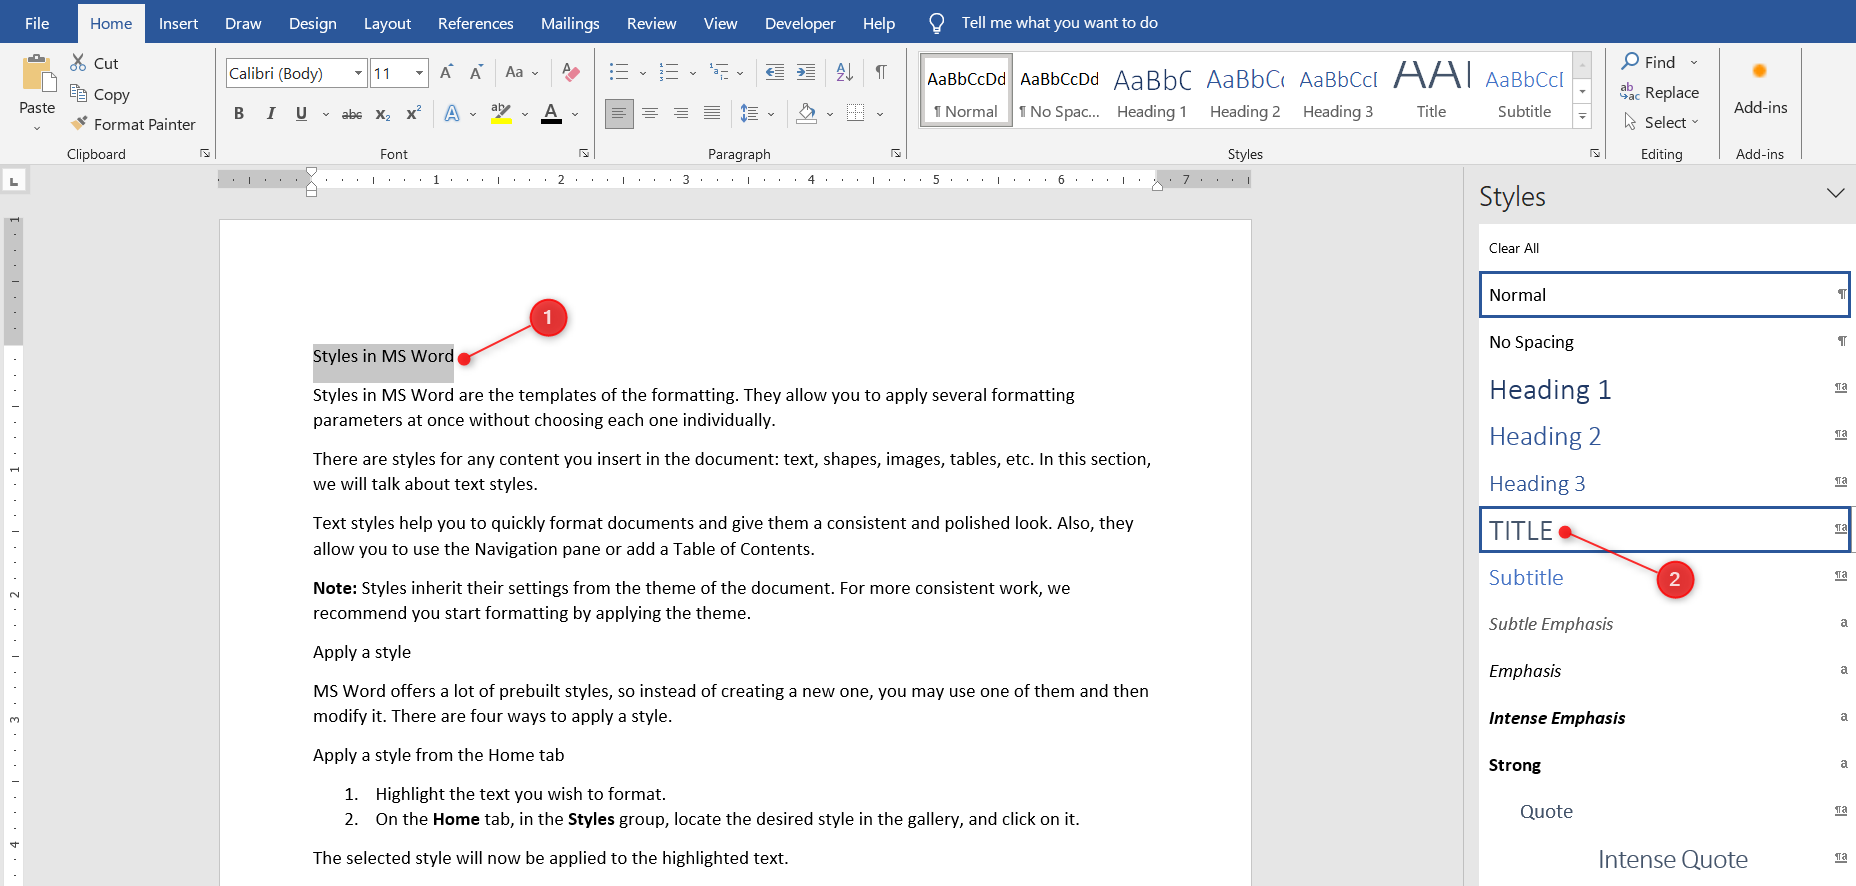 File Home Insert Draw Design Layout References Mailings Review View Developer Help Tell me what you want to do
Paste
Cut
Copy
Format Painter
Clipboard
Calibri (Body) 11
Aa
B I U abc X₂ X² A ab A
Font
Paragraph
AaBbCcDd AaBbCcDd AaBbC AaBbCc AaBbCcD AAI AaBbCcD
¶ Normal ¶ No Spac... Heading 1 Heading 2 Heading 3 Title Subtitle
Styles
Find
Replace
Select
Editing
Add-ins
Add-ins
1 2 3 4 5 6 7
1
1
2
3
4
Styles in MS Word
1
Styles in MS Word are the templates of the formatting. They allow you to apply several formatting
parameters at once without choosing each one individually.
There are styles for any content you insert in the document: text, shapes, images, tables, etc. In this section,
we will talk about text styles.
Text styles help you to quickly format documents and give them a consistent and polished look. Also, they
allow you to use the Navigation pane or add a Table of Contents.
Note: Styles inherit their settings from the theme of the document. For more consistent work, we
recommend you start formatting by applying the theme.
Apply a style
MS Word offers a lot of prebuilt styles, so instead of creating a new one, you may use one of them and then
modify it. There are four ways to apply a style.
Apply a style from the Home tab
1. Highlight the text you wish to format.
2. On the Home tab, in the Styles group, locate the desired style in the gallery, and click on it.
The selected style will now be applied to the highlighted text.
Styles
Clear All
Normal ¶
No Spacing ¶
Heading 1 ¶a
Heading 2 ¶a
Heading 3 ¶a
TITLE ¶a
2
Subtitle ¶a
Subtle Emphasis a
Emphasis a
Intense Emphasis a
Strong a
Quote ¶a
Intense Quote ¶a